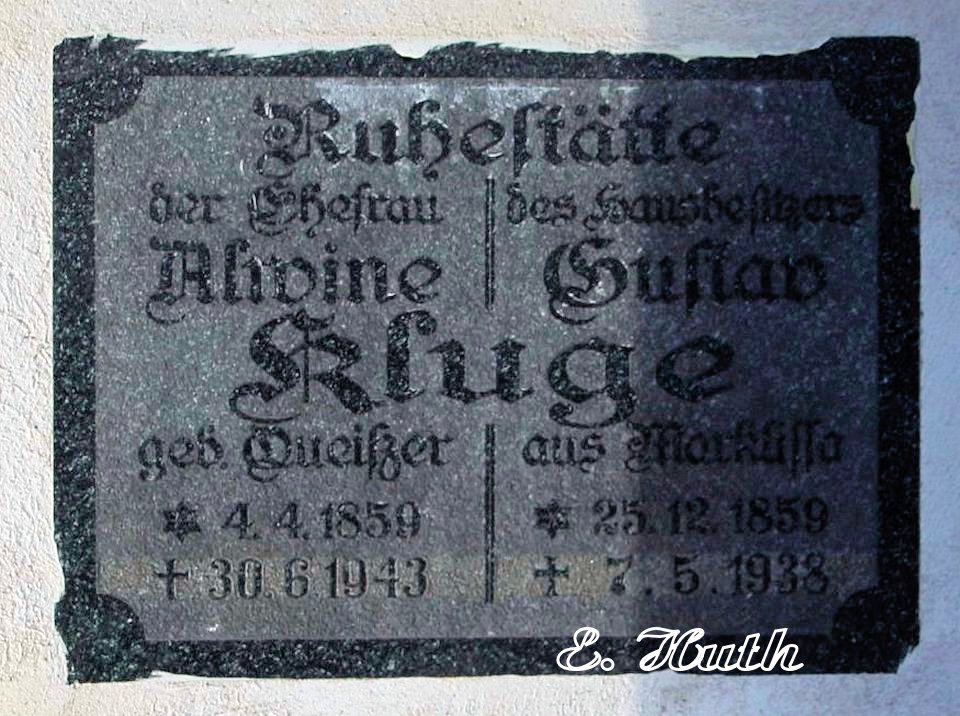 Ruhestätte
der Ehefrau des Hausbesitzers
Alwine Gustav
Kluge
geb. Queißer aus Marklissa
* 4. 4. 1859 * 25. 12. 1859
† 30. 6 1943 † 7. 5. 1938
E. Huth